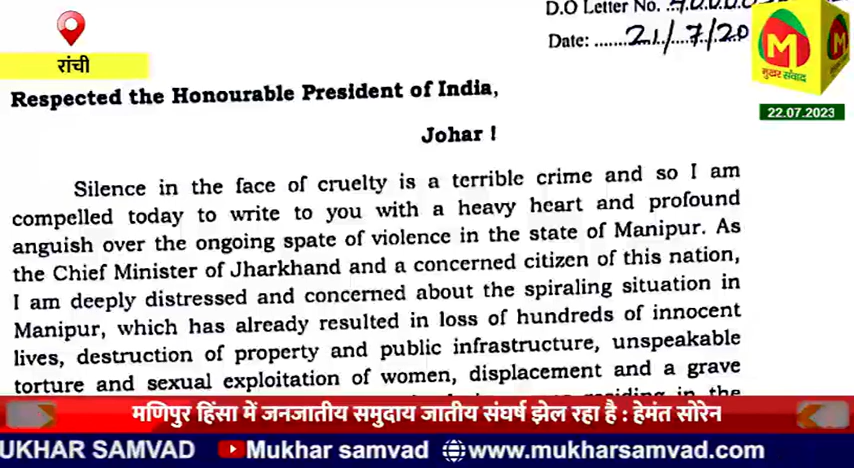 D.O Letter No.
Date: ......21/7/20
रांची
M
मुखर संवाद
22.07.2023
Respected the Honourable President of India,
Johar !
Silence in the face of cruelty is a terrible crime and so I am
compelled today to write to you with a heavy heart and profound
anguish over the ongoing spate of violence in the state of Manipur. As
the Chief Minister of Jharkhand and a concerned citizen of this nation,
I am deeply distressed and concerned about the spiraling situation in
Manipur, which has already resulted in loss of hundreds of innocent
lives, destruction of property and public infrastructure, unspeakable
torture and sexual exploitation of women, displacement and a grave
residing in the
मणिपुर हिंसा में जनजातीय समुदाय जातीय संघर्ष झेल रहा है : हेमंत सोरेन
UKHAR SAMVAD Mukhar samvad www.mukharsamvad.com